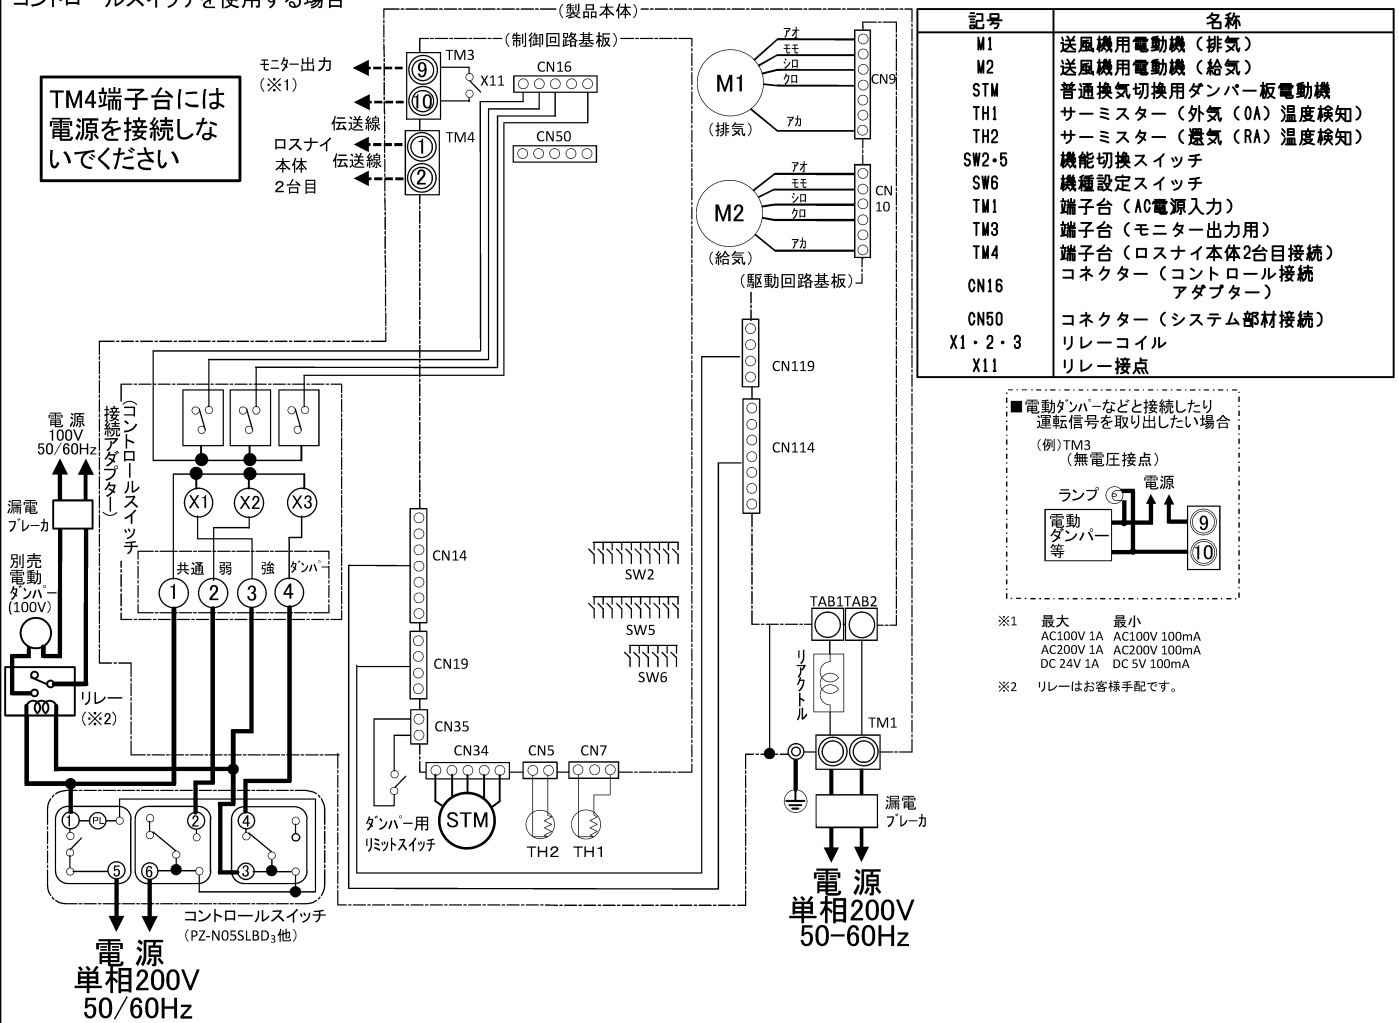 コントロールスイッチを使用する場合
TM4端子台には
電源を接続しな
いでください
(製品本体)
(制御回路基板)
モニター出力
(※1)
伝送線
ロスナイ
本体
2台目
伝送線
⑨
⑩
TM3
X11
①
②
TM4
CN16
CN50
M1
(排気)
アオ
モモ
シロ
クロ
アカ
CN9
M2
(給気)
アオ
モモ
シロ
クロ
アカ
CN
10
(駆動回路基板)
CN119
CN114
記号 名称
M1 送風機用電動機（排気）
M2 送風機用電動機（給気）
STM 普通換気切換用ダンパー板電動機
TH1 サーミスター（外気（OA）温度検知）
TH2 サーミスター（還気（RA）温度検知）
SW2・5 機能切換スイッチ
SW6 機種設定スイッチ
TM1 端子台（AC電源入力）
TM3 端子台（モニター出力用）
TM4 端子台（ロスナイ本体2台目接続）
CN16 コネクター（コントロール接続
アダプター）
CN50 コネクター（システム部材接続）
X1・2・3 リレーコイル
X11 リレー接点
■電動ダンパーなどと接続したり
運転信号を取り出したい場合
(例)TM3
(無電圧接点)
ランプ
電源
電動
ダンパー
等
⑨
⑩
※1 最大 最小
AC100V 1A AC100V 100mA
AC200V 1A AC200V 100mA
DC 24V 1A DC 5V 100mA
※2 リレーはお客様手配です。
電 源
100V
50/60Hz
漏電
ブレーカ
別売
電動
ダンパー
(100V)
リレー
(※2)
(コントロールスイッチ
接続アダプター)
X1
X2
X3
共通 弱 強 ダンパー
① ② ③ ④
CN14
CN19
CN35
CN34
CN5
CN7
STM
TH2
TH1
ダンパー用
リミットスイッチ
SW2
SW5
SW6
TAB1 TAB2
リアクトル
TM1
漏電
ブレーカ
電 源
単相200V
50-60Hz
① PL ② ④
⑤ ⑥ ③
コントロールスイッチ
(PZ-N05SLBD₃他)
電 源
単相200V
50/60Hz